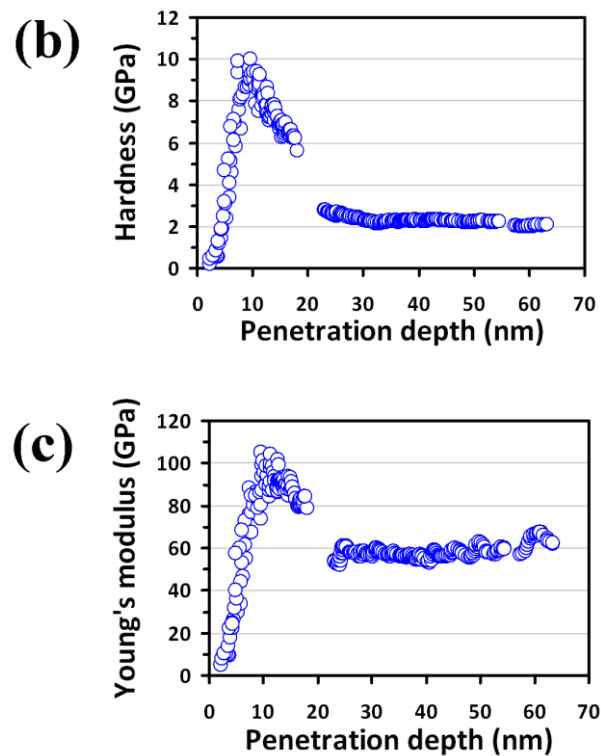 (b)
Hardness (GPa)
12
10
8
6
4
2
0
0 10 20 30 40 50 60 70
Penetration depth (nm)
(c)
Young's modulus (GPa)
120
100
80
60
40
20
0
0 10 20 30 40 50 60 70
Penetration depth (nm)